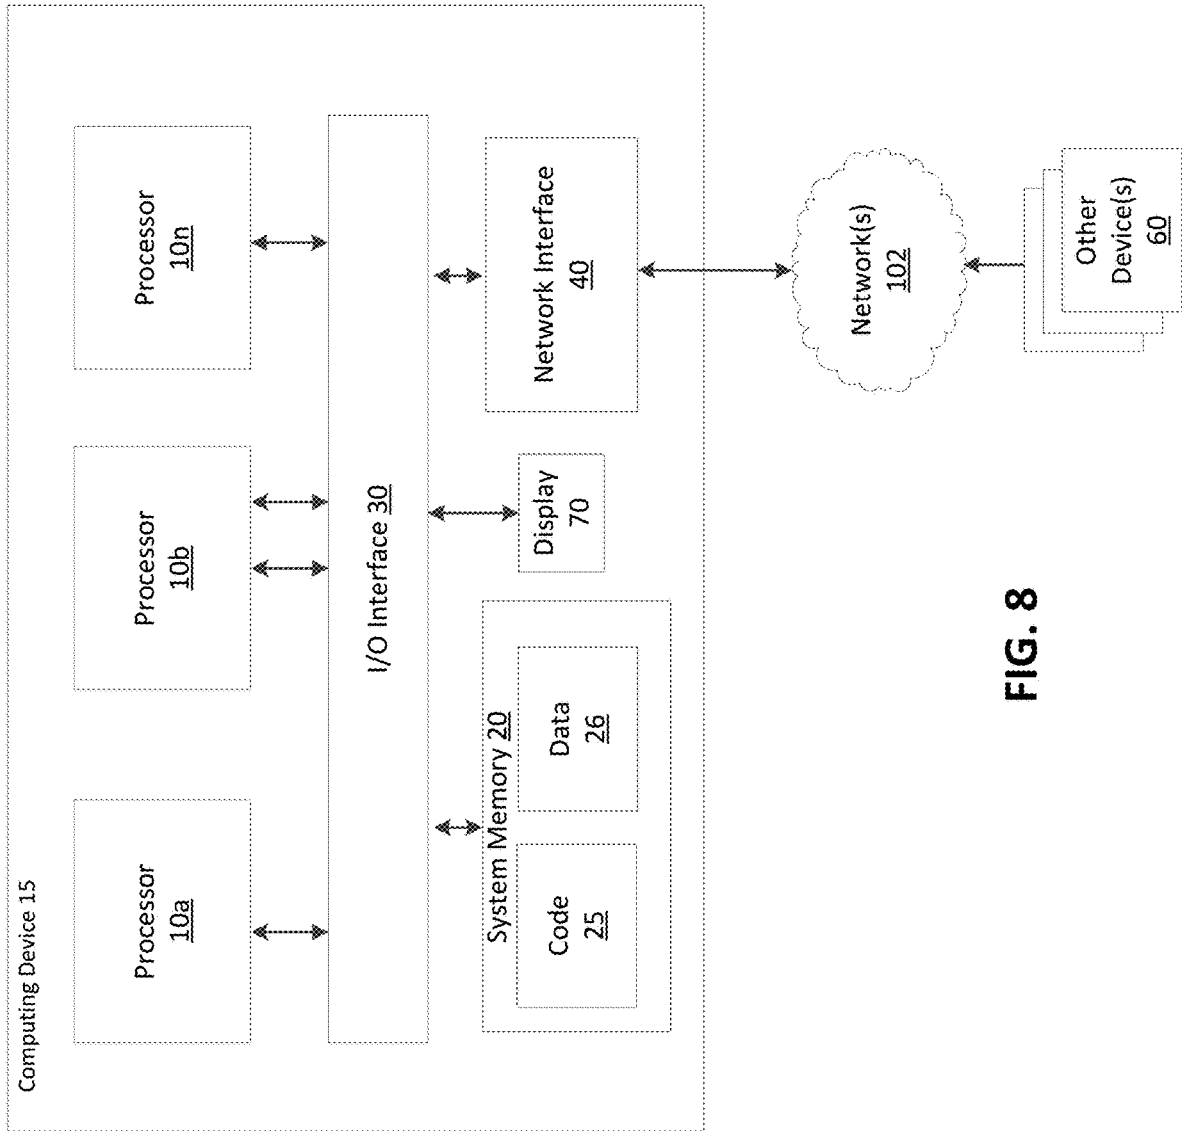 Computing Device 15
Processor
10a
Processor
10b
Processor
10n
I/O Interface 30
System Memory 20
Code
25
Data
26
Display
70
Network Interface
40
Network(s)
102
Other
Device(s)
60
FIG. 8